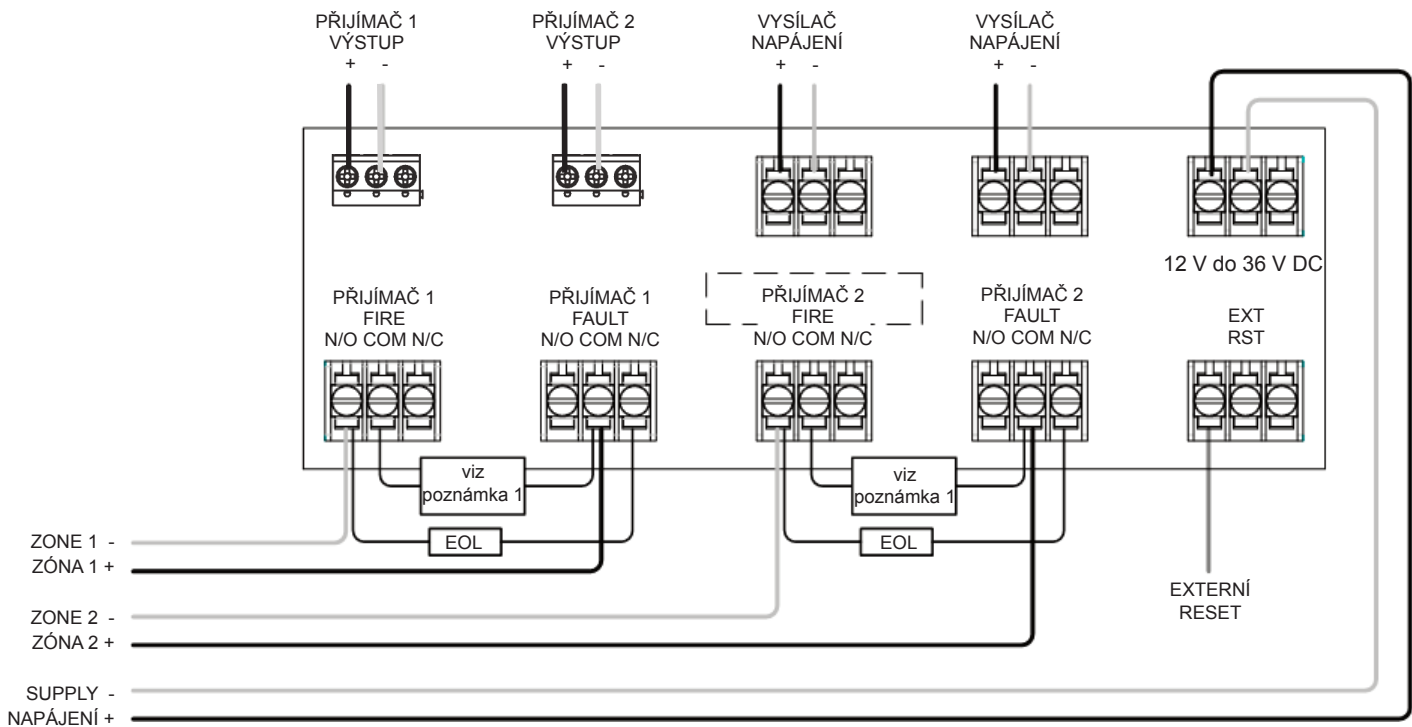 PŘIJÍMAČ 1
VÝSTUP
+ -
PŘIJÍMAČ 2
VÝSTUP
+ -
VYSÍLAČ
NAPÁJENÍ
+ -
VYSÍLAČ
NAPÁJENÍ
+ -
12 V do 36 V DC
PŘIJÍMAČ 1
FIRE
N/O COM N/C
PŘIJÍMAČ 1
FAULT
N/O COM N/C
PŘIJÍMAČ 2
FIRE
N/O COM N/C
PŘIJÍMAČ 2
FAULT
N/O COM N/C
EXT
RST
viz
poznámka 1
EOL
viz
poznámka 1
EOL
ZONE 1 -
ZÓNA 1 +
ZONE 2 -
ZÓNA 2 +
EXTERNÍ
RESET
SUPPLY -
NAPÁJENÍ +